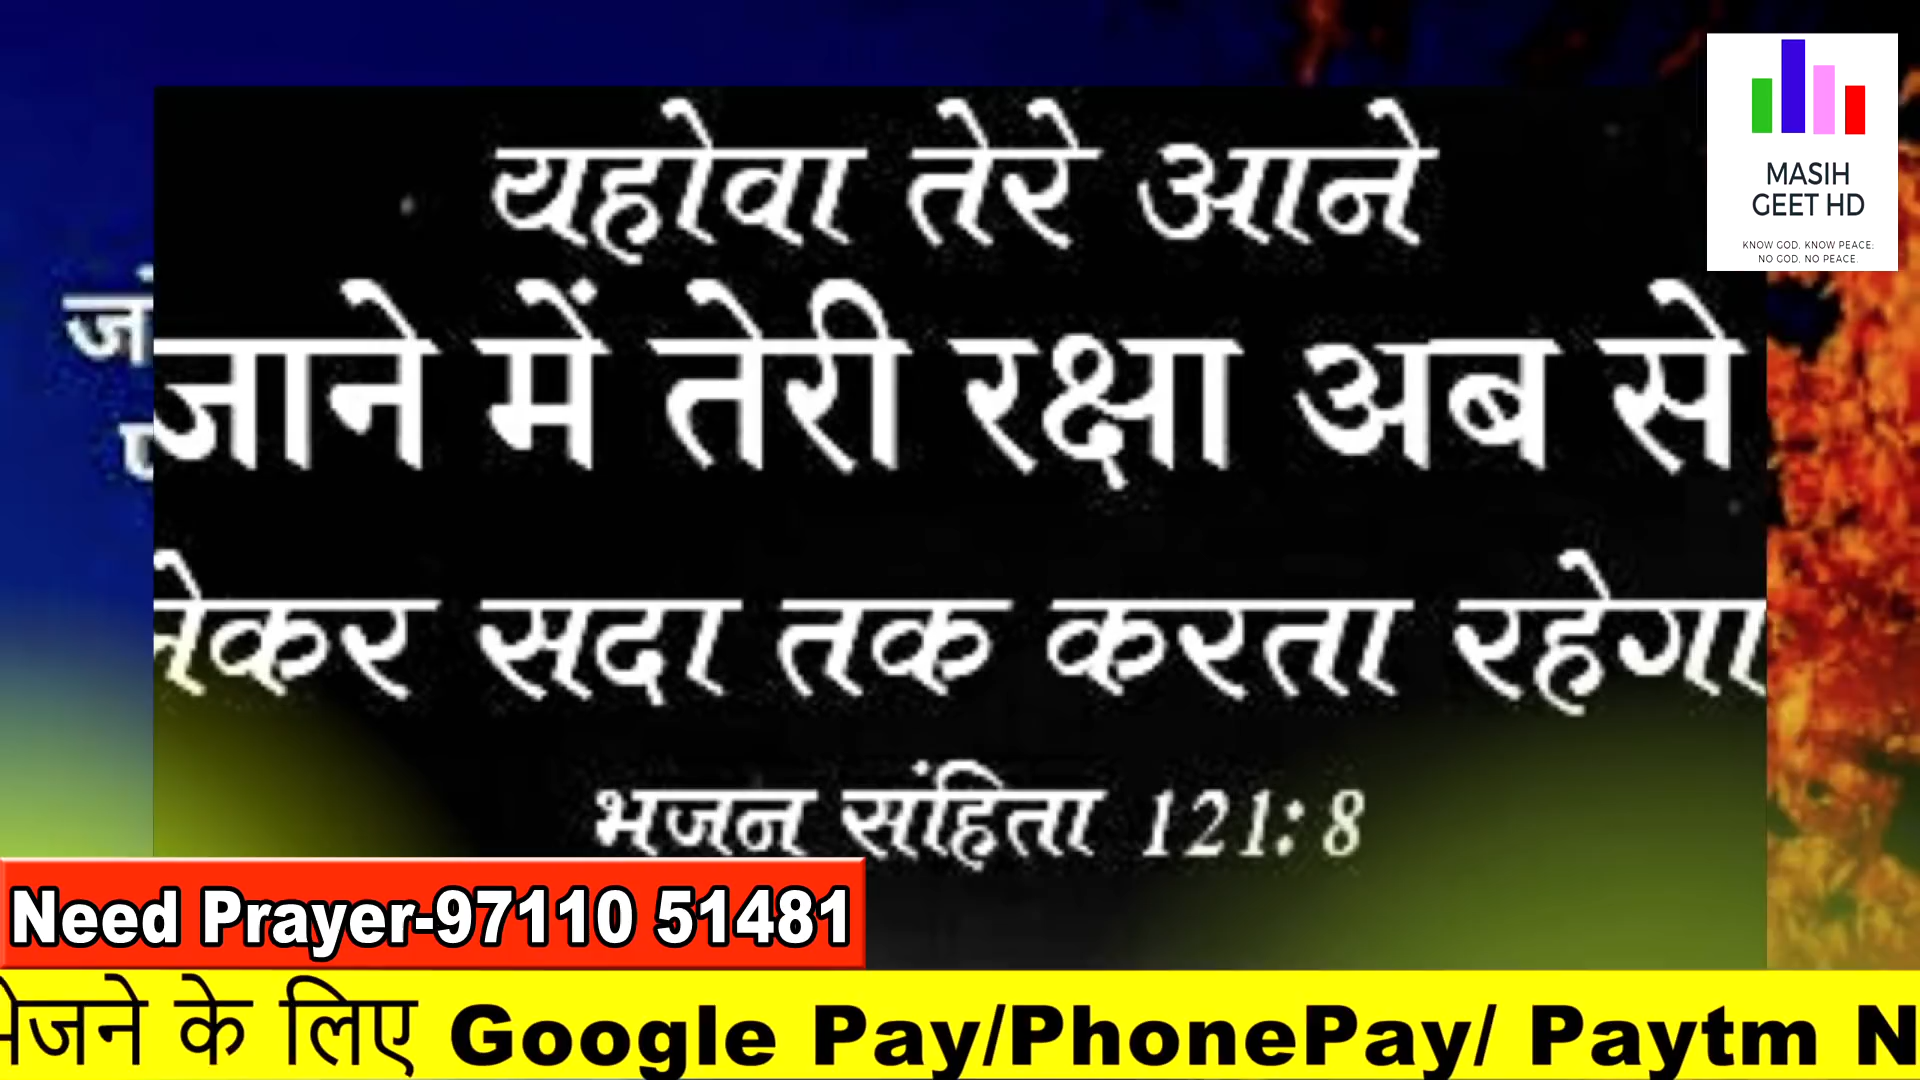 यहोवा तेरे आने
जाने में तेरी रक्षा अब से
लेकर सदा तक करता रहेगा
भजन संहिता 121:8
MASIH
GEET HD
KNOW GOD, KNOW PEACE;
NO GOD, NO PEACE.
Need Prayer-97110 51481
भेजने के लिए Google Pay/PhonePay/ Paytm N